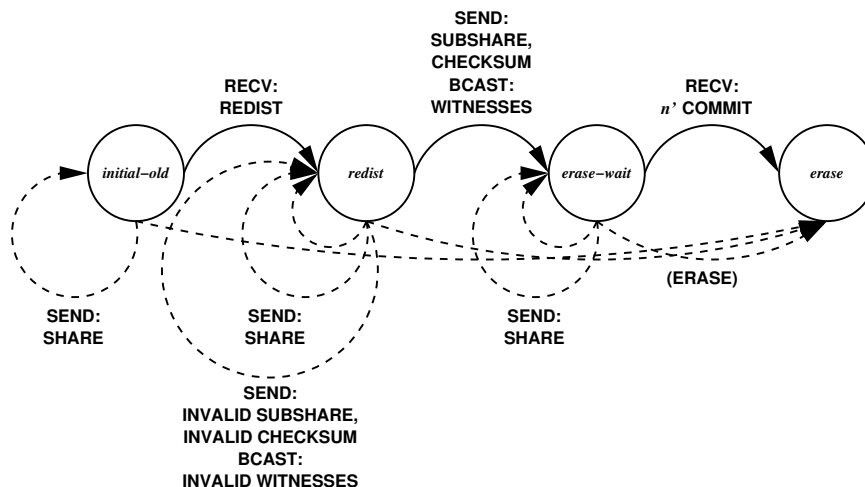 SEND:
SUBSHARE,
CHECKSUM
BCAST:
WITNESSES
RECV:
REDIST
RECV:
n’ COMMIT
initial−old
redist
erase−wait
erase
(ERASE)
SEND:
SHARE
SEND:
SHARE
SEND:
SHARE
SEND:
INVALID SUBSHARE,
INVALID CHECKSUM
BCAST:
INVALID WITNESSES